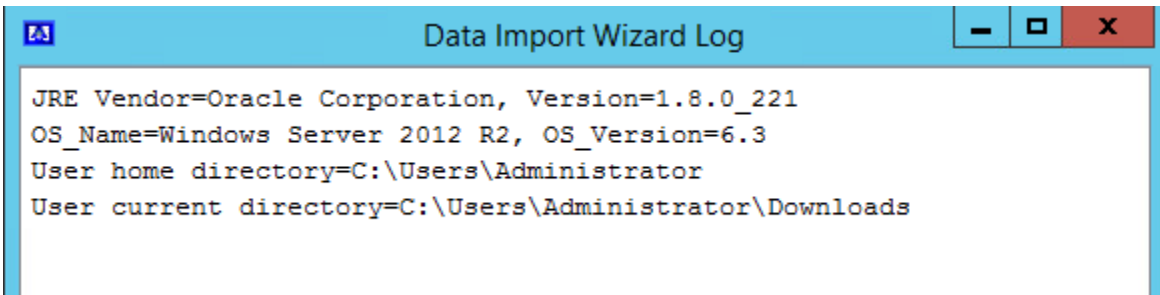 Data Import Wizard Log
JRE Vendor=Oracle Corporation, Version=1.8.0_221
OS_Name=Windows Server 2012 R2, OS_Version=6.3
User home directory=C:\Users\Administrator
User current directory=C:\Users\Administrator\Downloads